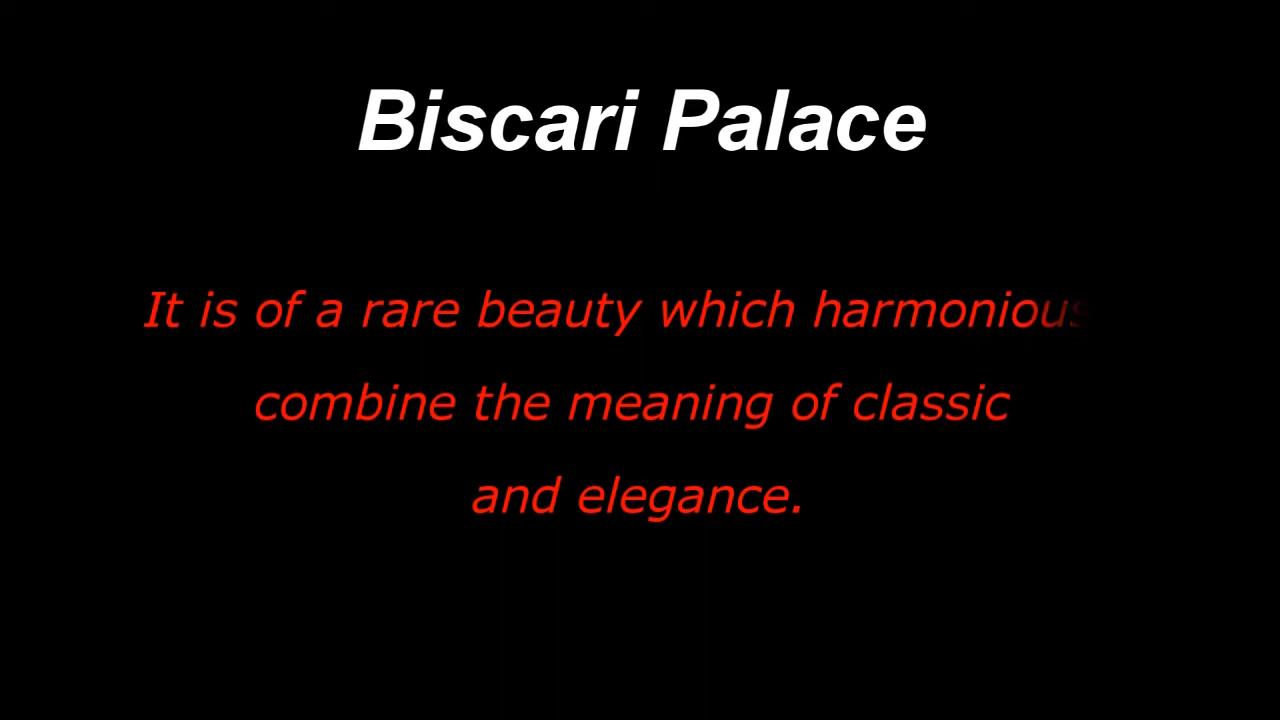 Biscari Palace
It is of a rare beauty which harmonious
combine the meaning of classic
and elegance.